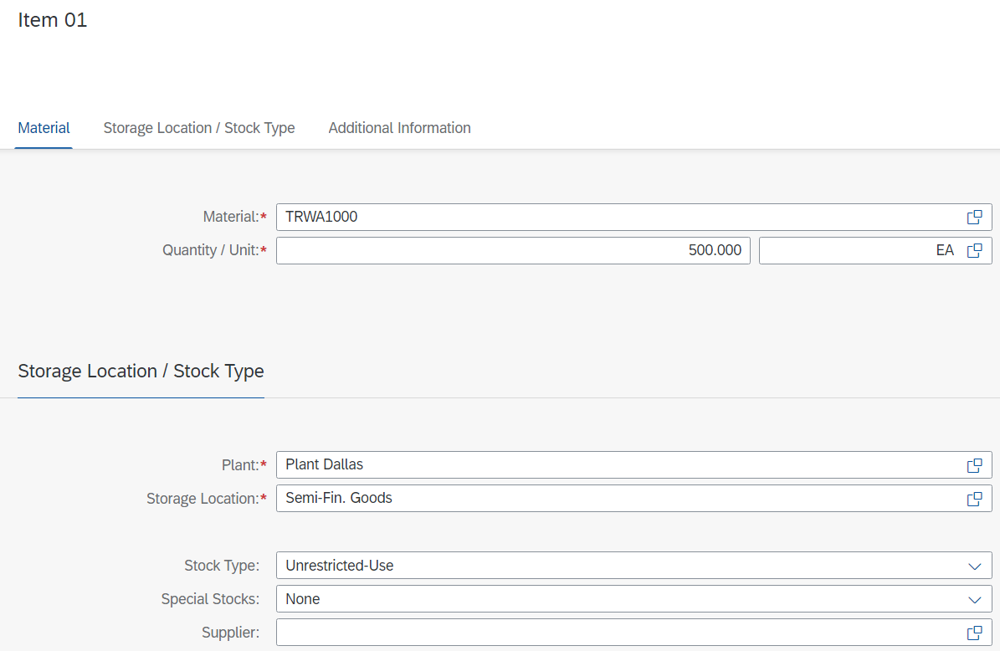 Item 01
Material Storage Location / Stock Type Additional Information
Material:* TRWA1000
Quantity / Unit:* 500.000 EA
Storage Location / Stock Type
Plant:* Plant Dallas
Storage Location:* Semi-Fin. Goods
Stock Type: Unrestricted-Use
Special Stocks: None
Supplier: